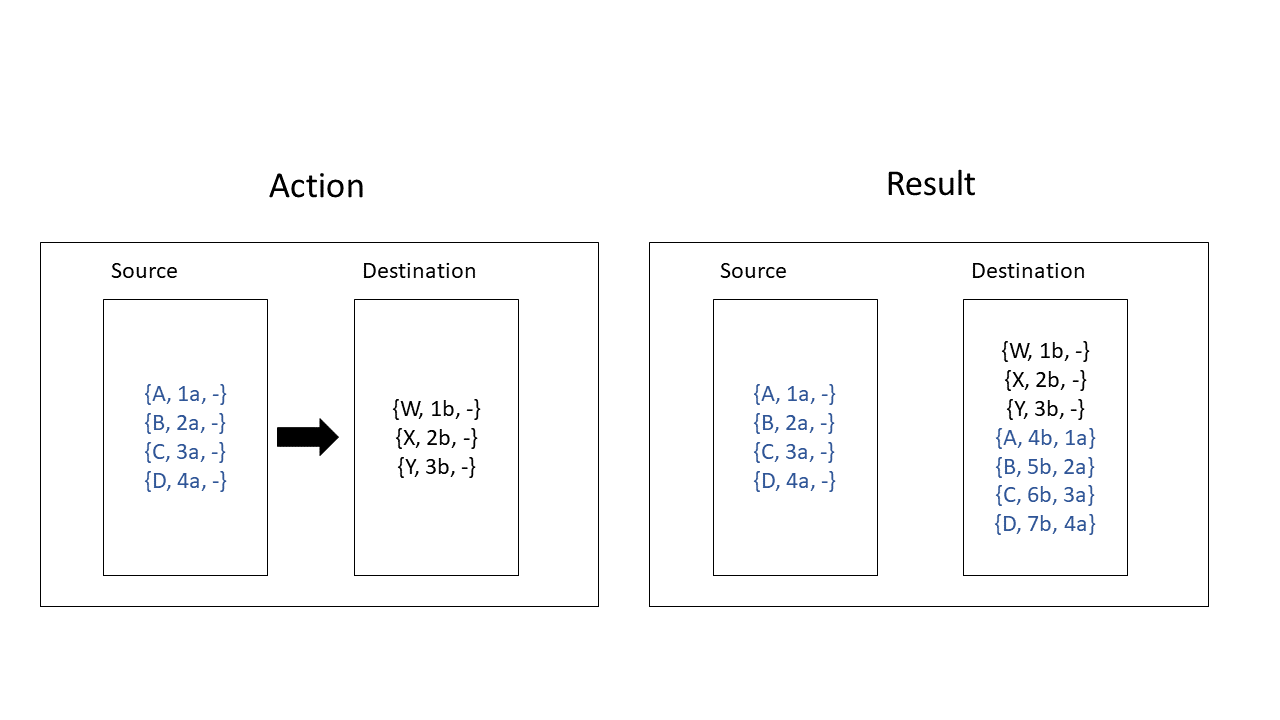 Action
Source
Destination
{A, 1a, -}
{B, 2a, -}
{C, 3a, -}
{D, 4a, -}
{W, 1b, -}
{X, 2b, -}
{Y, 3b, -}
Result
Source
Destination
{A, 1a, -}
{B, 2a, -}
{C, 3a, -}
{D, 4a, -}
{W, 1b, -}
{X, 2b, -}
{Y, 3b, -}
{A, 4b, 1a}
{B, 5b, 2a}
{C, 6b, 3a}
{D, 7b, 4a}